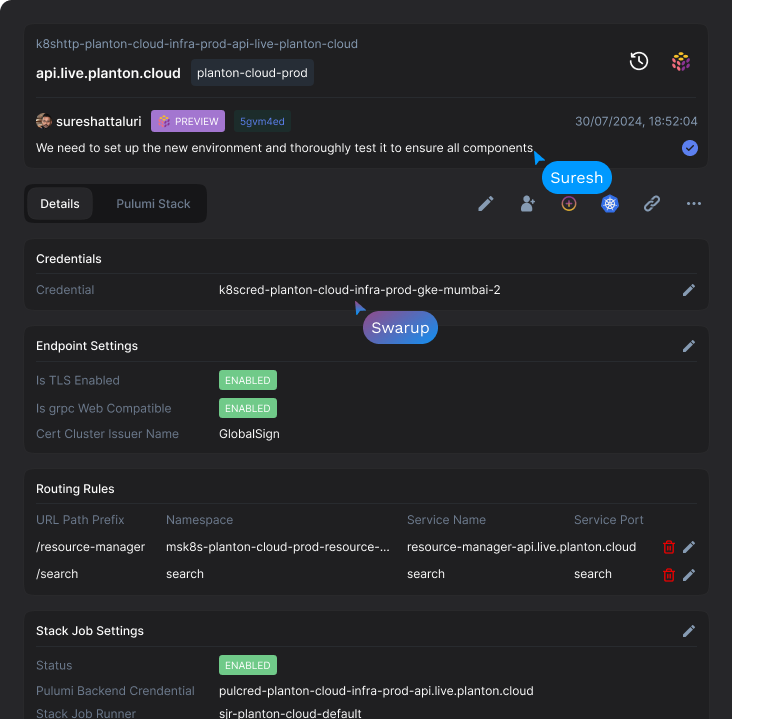 k8shttp-planton-cloud-infra-prod-api-live-planton-cloud
api.live.planton.cloud planton-cloud-prod
sureshattaluri PREVIEW 5gvm4ed 30/07/2024, 18:52:04
We need to set up the new environment and thoroughly test it to ensure all components
Suresh
Details Pulumi Stack
Credentials
Credential k8scred-planton-cloud-infra-prod-gke-mumbai-2
Swarup
Endpoint Settings
Is TLS Enabled ENABLED
Is grpc Web Compatible ENABLED
Cert Cluster Issuer Name GlobalSign
Routing Rules
URL Path Prefix Namespace Service Name Service Port
/resource-manager msk8s-planton-cloud-prod-resource-... resource-manager-api.live.planton.cloud
/search search search search
Stack Job Settings
Status ENABLED
Pulumi Backend Crendential pulcred-planton-cloud-infra-prod-api.live.planton.cloud
Stack Job Runner sjr-planton-cloud-default